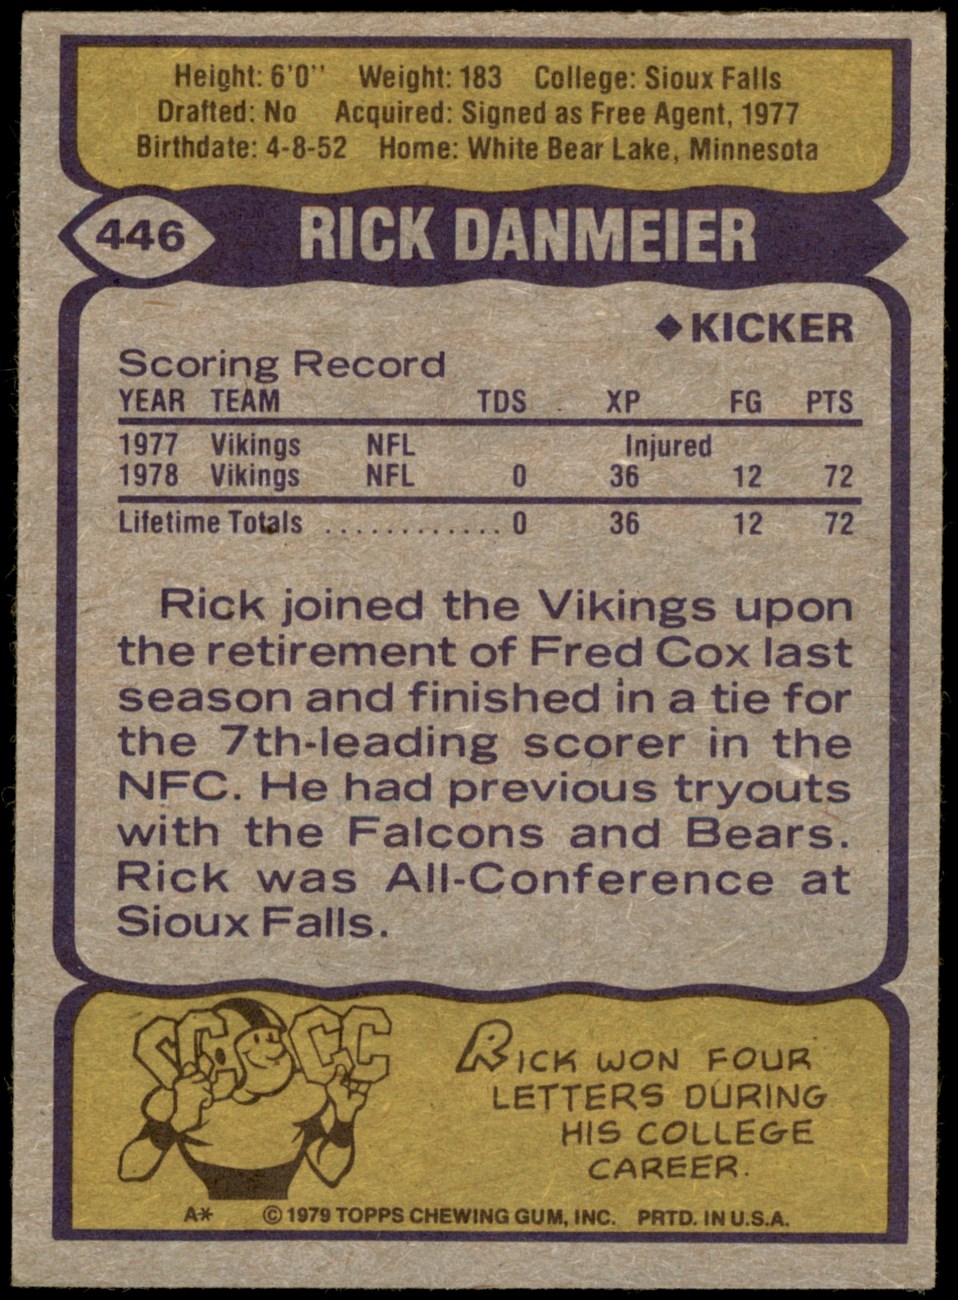 Height: 6'0'' Weight: 183 College: Sioux Falls
Drafted: No Acquired: Signed as Free Agent, 1977
Birthdate: 4-8-52 Home: White Bear Lake, Minnesota
446 RICK DANMEIER
◆KICKER
Scoring Record
YEAR TEAM TDS XP FG PTS
1977 Vikings NFL Injured
1978 Vikings NFL 0 36 12 72
Lifetime Totals ............ 0 36 12 72
Rick joined the Vikings upon
the retirement of Fred Cox last
season and finished in a tie for
the 7th-leading scorer in the
NFC. He had previous tryouts
with the Falcons and Bears.
Rick was All-Conference at
Sioux Falls.
CC CC
RICK WON FOUR
LETTERS DURING
HIS COLLEGE
CAREER.
A* © 1979 TOPPS CHEWING GUM, INC. PRTD. IN U.S.A.